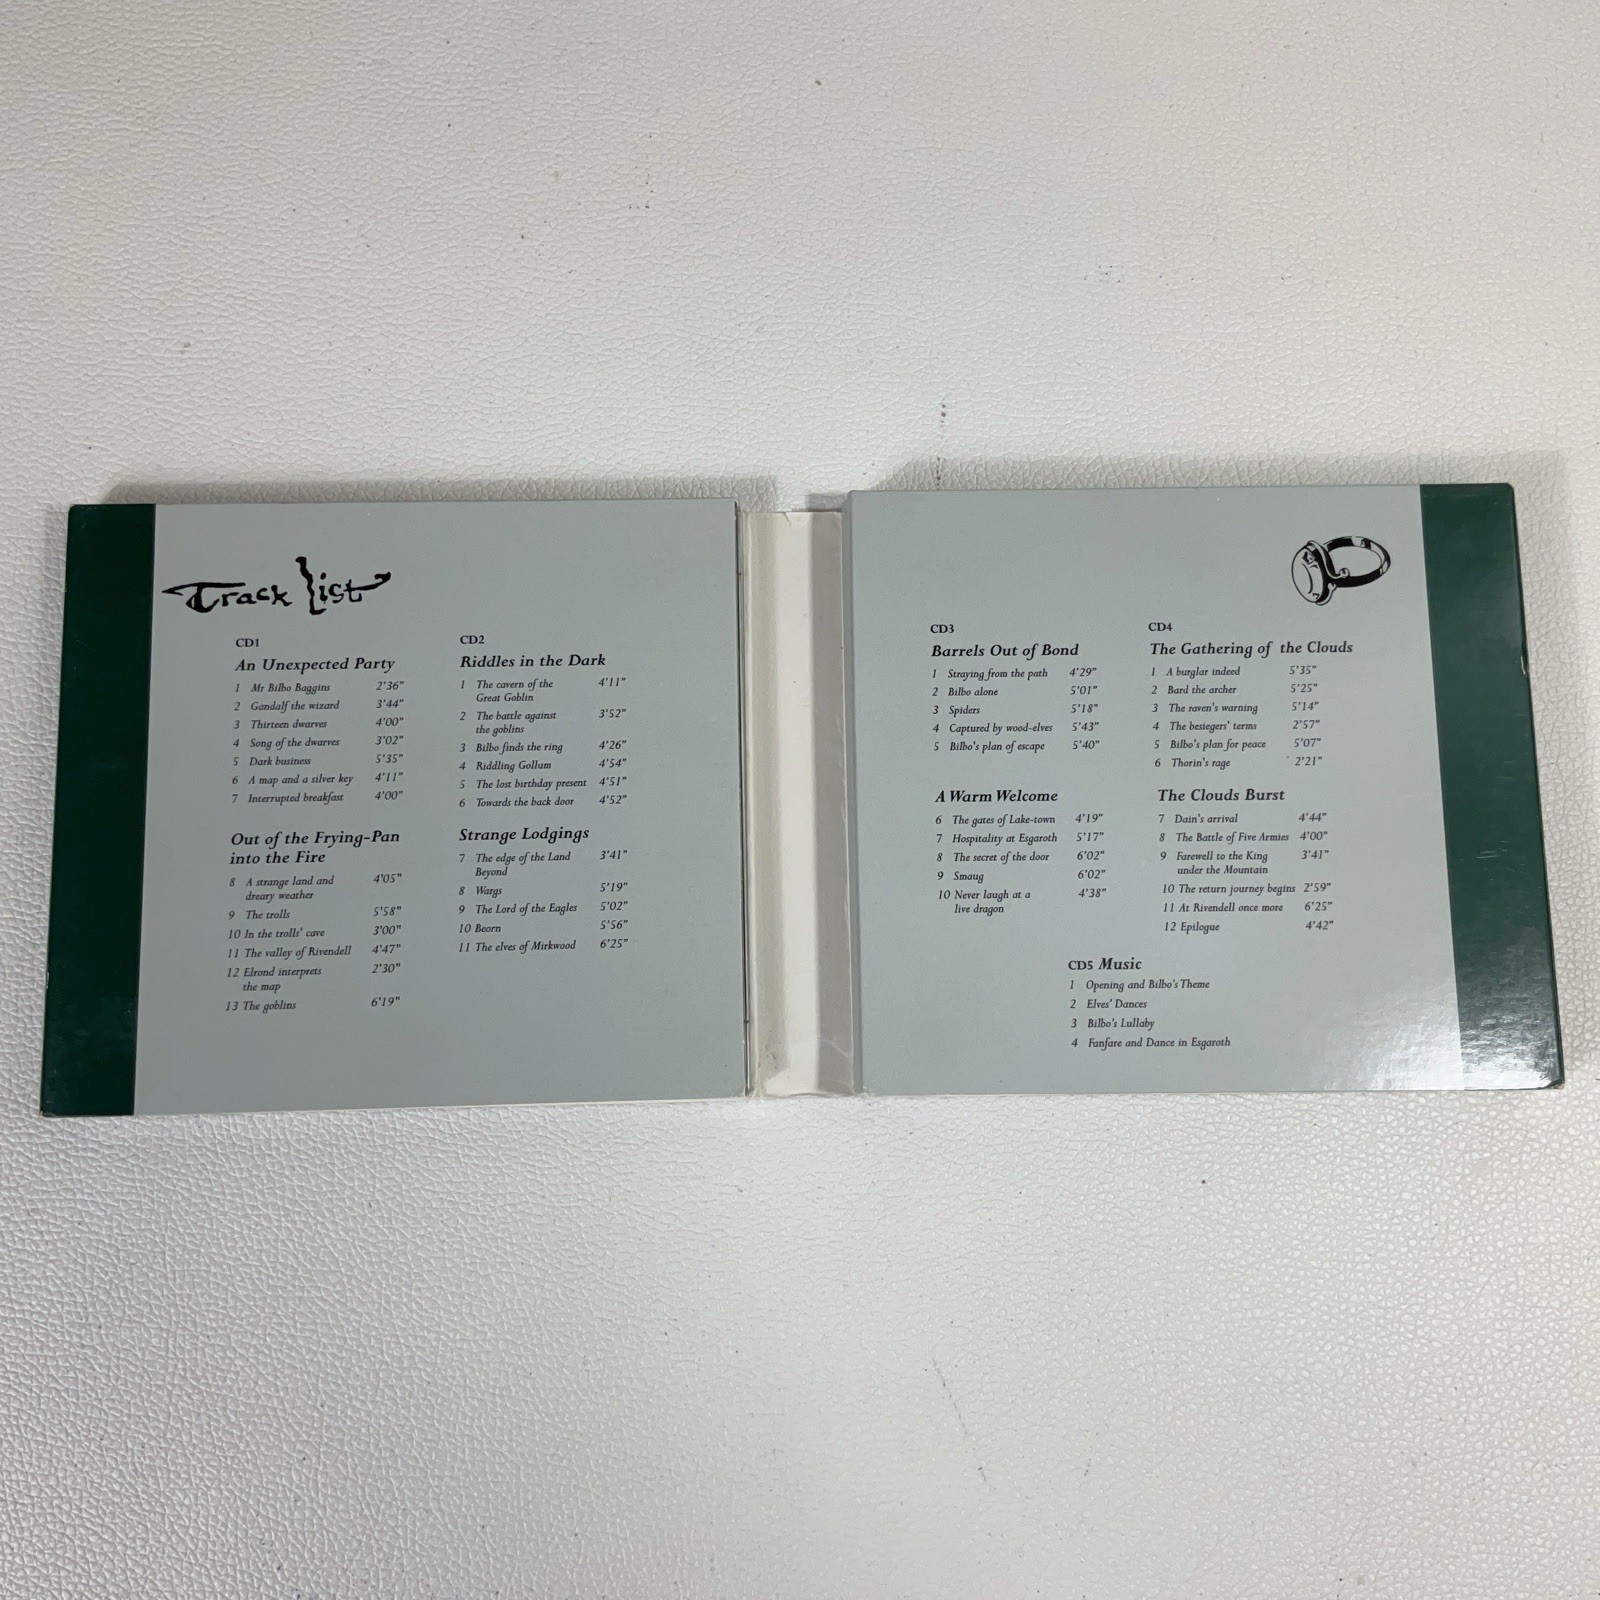 Track List
CD1
An Unexpected Party
1 Mr Bilbo Baggins 2'36"
2 Gandalf the wizard 3'44"
3 Thirteen dwarves 4'00"
4 Song of the dwarves 3'02"
5 Dark business 5'35"
6 A map and a silver key 4'11"
7 Interrupted breakfast 4'00"
Out of the Frying-Pan
into the Fire
8 A strange land and 4'05"
dreary weather
9 The trolls 5'58"
10 In the trolls' cave 3'00"
11 The valley of Rivendell 4'47"
12 Elrond interprets 2'30"
the map
13 The goblins 6'19"
CD2
Riddles in the Dark
1 The cavern of the 4'11"
Great Goblin
2 The battle against 3'52"
the goblins
3 Bilbo finds the ring 4'26"
4 Riddling Gollum 4'54"
5 The lost birthday present 4'51"
6 Towards the back door 4'52"
Strange Lodgings
7 The edge of the Land 3'41"
Beyond
8 Wargs 5'19"
9 The Lord of the Eagles 5'02"
10 Beorn 5'56"
11 The elves of Mirkwood 6'25"
CD3
Barrels Out of Bond
1 Straying from the path 4'29"
2 Bilbo alone 5'01"
3 Spiders 5'18"
4 Captured by wood-elves 5'43"
5 Bilbo's plan of escape 5'40"
A Warm Welcome
6 The gates of Lake-town 4'19"
7 Hospitality at Esgaroth 5'17"
8 The secret of the door 6'02"
9 Smaug 6'02"
10 Never laugh at a 4'38"
live dragon
CD4
The Gathering of the Clouds
1 A burglar indeed 5'35"
2 Bard the archer 5'25"
3 The raven's warning 5'14"
4 The besiegers' terms 2'57"
5 Bilbo's plan for peace 5'07"
6 Thorin's rage 2'21"
The Clouds Burst
7 Dain's arrival 4'44"
8 The Battle of Five Armies 4'00"
9 Farewell to the King 3'41"
under the Mountain
10 The return journey begins 2'59"
11 At Rivendell once more 6'25"
12 Epilogue 4'42"
CD5 Music
1 Opening and Bilbo's Theme
2 Elves' Dances
3 Bilbo's Lullaby
4 Fanfare and Dance in Esgaroth